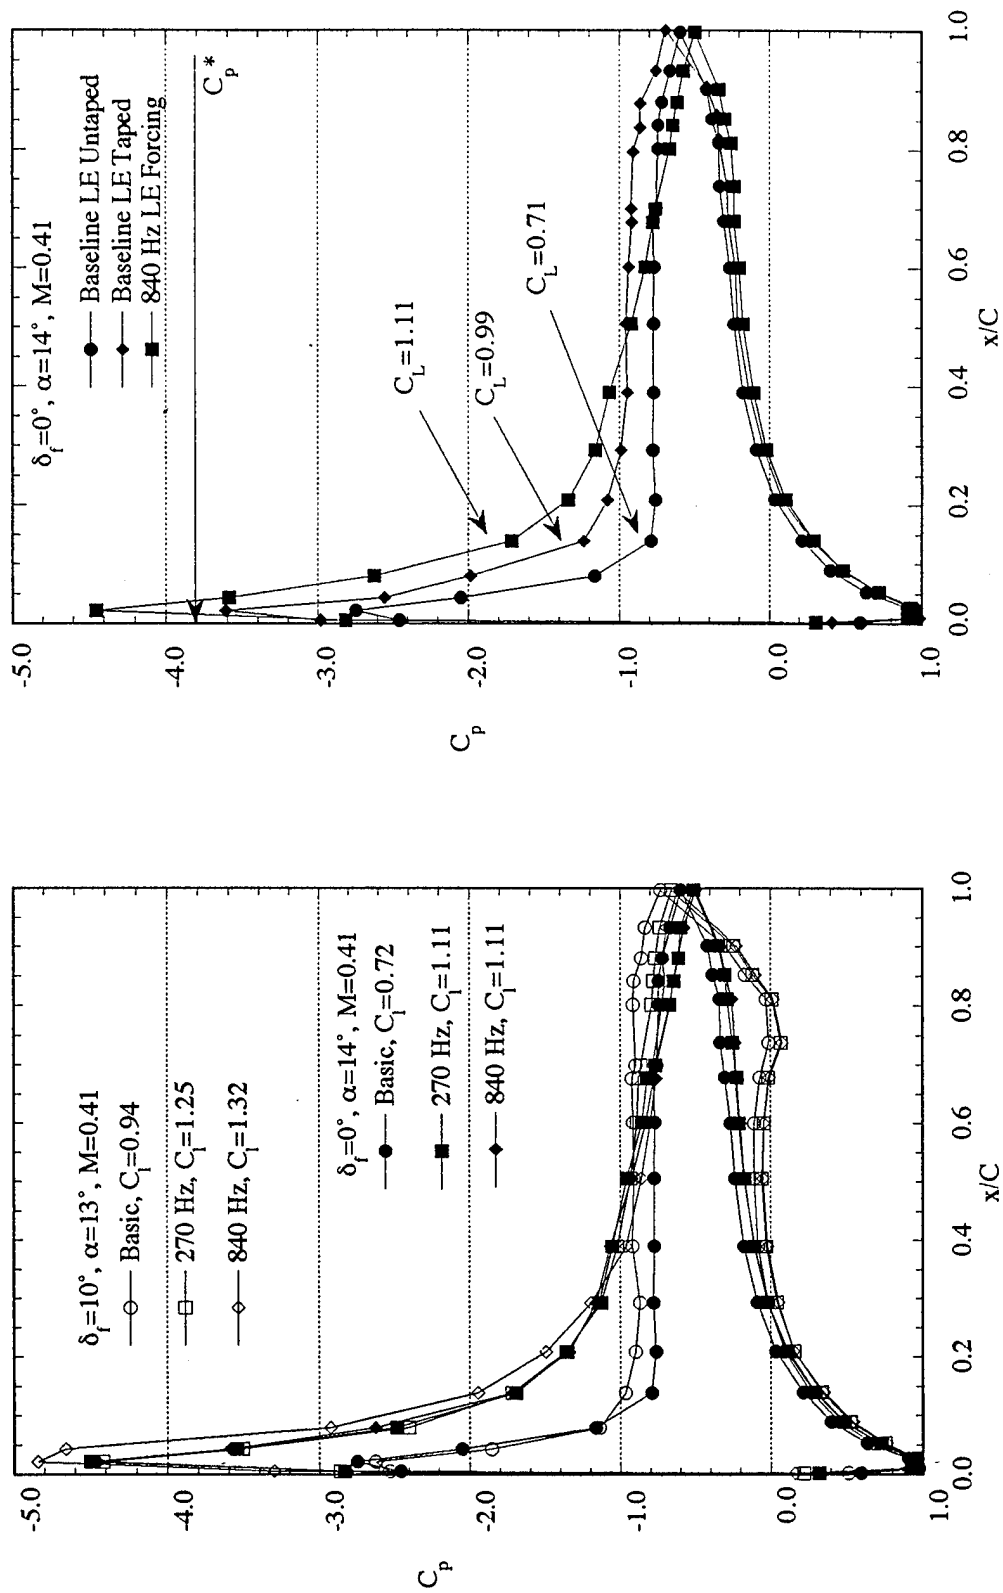 δf=10°, α=13°, M=0.41
Basic, Cl=0.94
270 Hz, Cl=1.25
840 Hz, Cl=1.32
δf=0°, α=14°, M=0.41
Basic, Cl=0.72
270 Hz, Cl=1.11
840 Hz, Cl=1.11
-5.0
-4.0
-3.0
-2.0
-1.0
0.0
1.0
Cp
0.0 0.2 0.4 0.6 0.8 1.0
x/C
δf=0°, α=14°, M=0.41
Baseline LE Untaped
Baseline LE Taped
840 Hz LE Forcing
Cp*
CL=1.11
CL=0.99
CL=0.71
-5.0
-4.0
-3.0
-2.0
-1.0
0.0
1.0
Cp
0.0 0.2 0.4 0.6 0.8 1.0
x/C